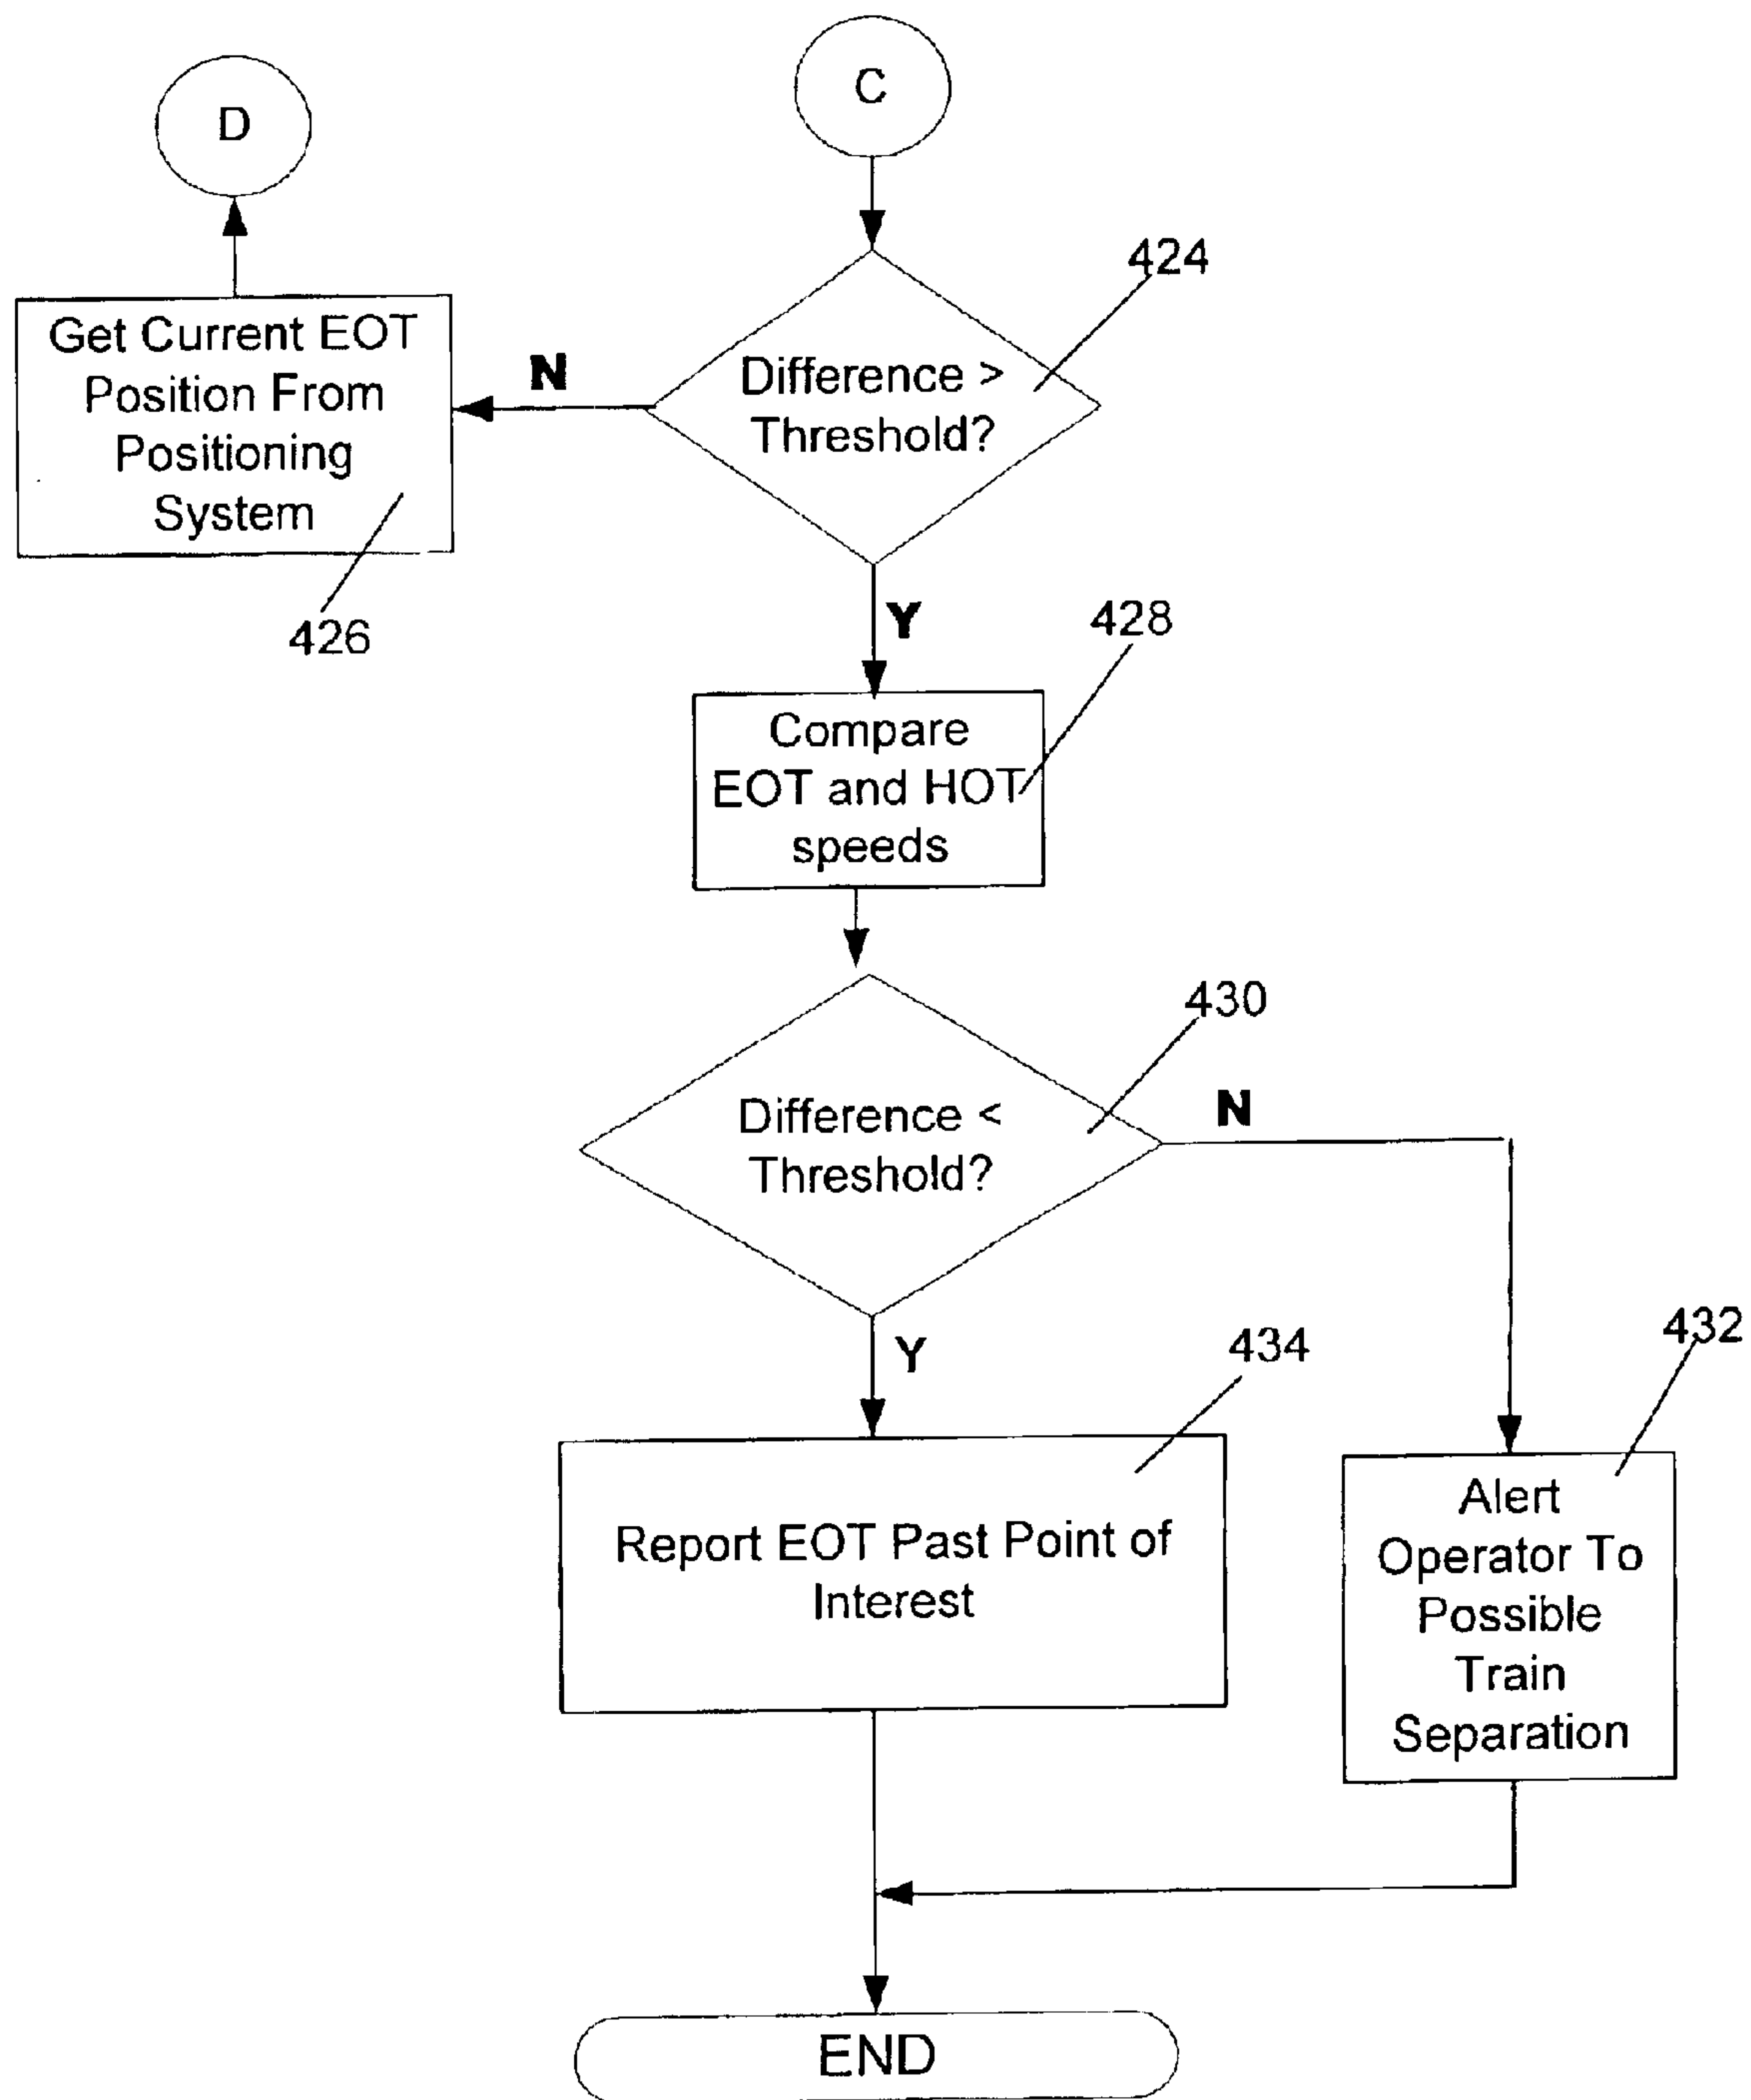 C
D
424
Difference >
Threshold?
N
Get Current EOT
Position From
Positioning
System
426
Y
428
Compare
EOT and HOT
speeds
430
Difference <
Threshold?
N
Y
434
432
Report EOT Past Point of
Interest
Alert
Operator To
Possible
Train
Separation
END